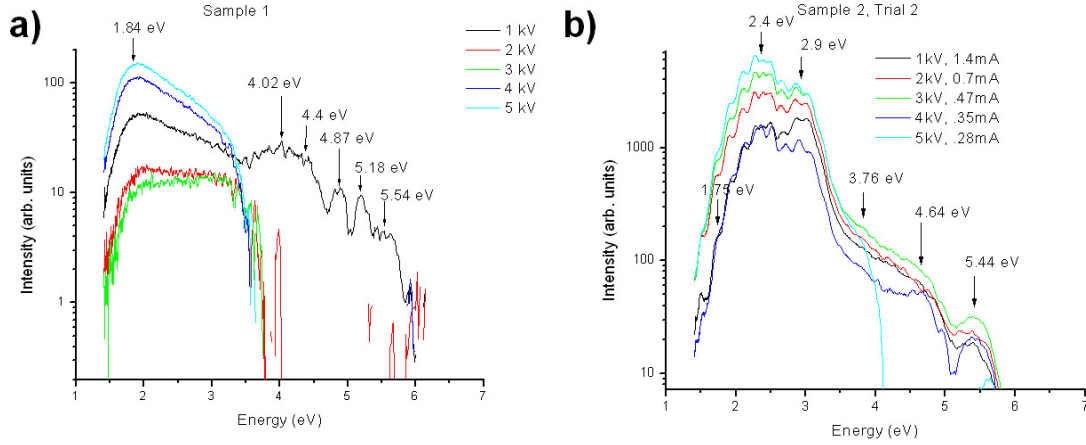 a)
Sample 1
1.84 eV
4.02 eV
4.4 eV
4.87 eV
5.18 eV
5.54 eV
1 kV
2 kV
3 kV
4 kV
5 kV
Intensity (arb. units)
100
10
1
1 2 3 4 5 6 7
Energy (eV)
b)
Sample 2, Trial 2
2.4 eV
2.9 eV
1.75 eV
3.76 eV
4.64 eV
5.44 eV
1kV, 1.4mA
2kV, 0.7mA
3kV, .47mA
4kV, .35mA
5kV, .28mA
Intensity (arb. units)
1000
100
10
1 2 3 4 5 6 7
Energy (eV)